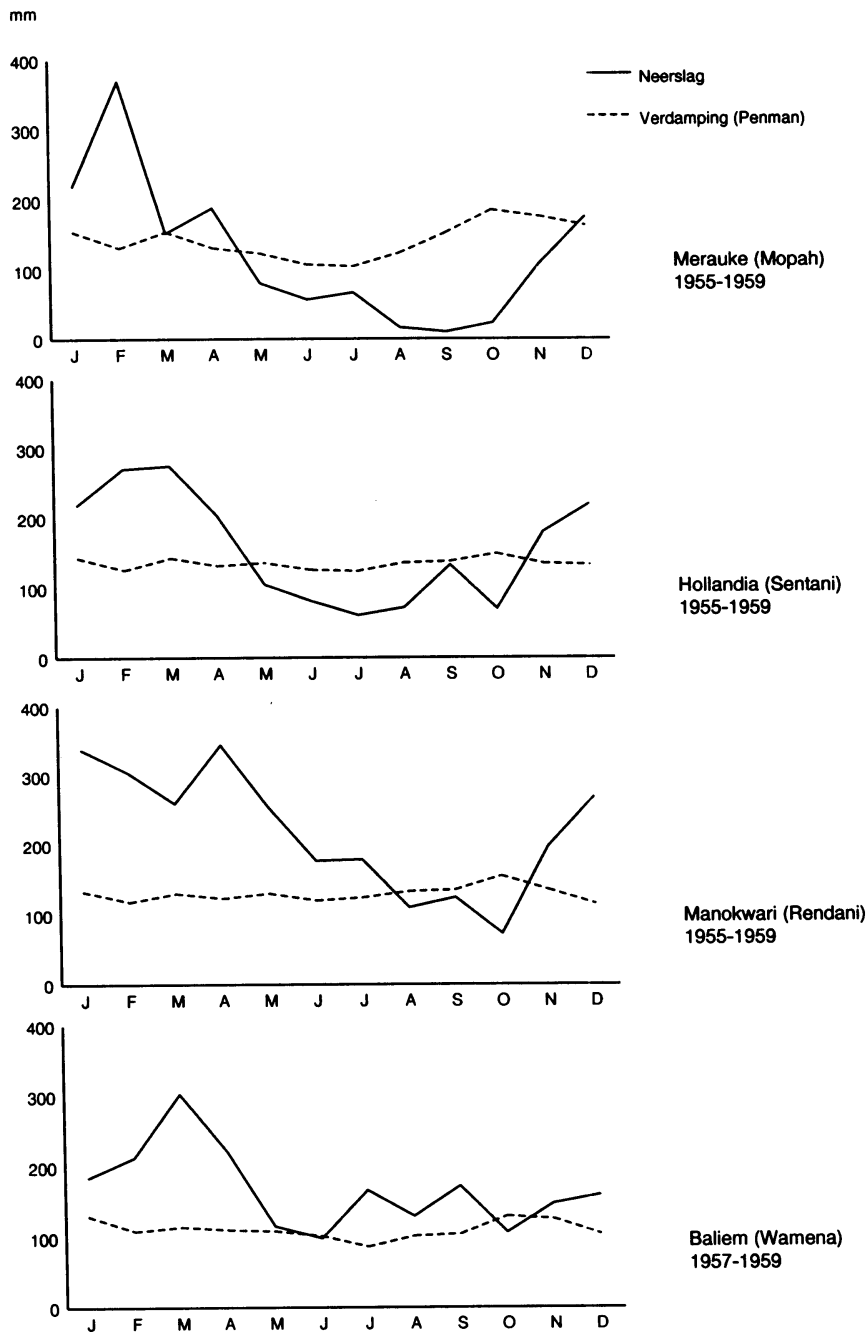 mm
400
300
200
100
0
J F M A M J J A S O N D
Neerslag
Verdamping (Penman)
Merauke (Mopah)
1955-1959
400
300
200
100
0
J F M A M J J A S O N D
Hollandia (Sentani)
1955-1959
400
300
200
100
0
J F M A M J J A S O N D
Manokwari (Rendani)
1955-1959
400
300
200
100
0
J F M A M J J A S O N D
Baliem (Wamena)
1957-1959